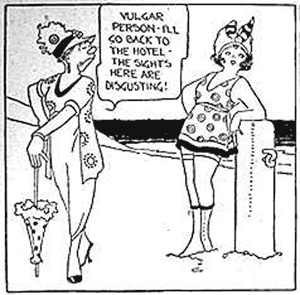 VULGAR
PERSON-I'LL
GO BACK TO
THE HOTEL-
THE SIGHTS
HERE ARE
DISGUSTING!